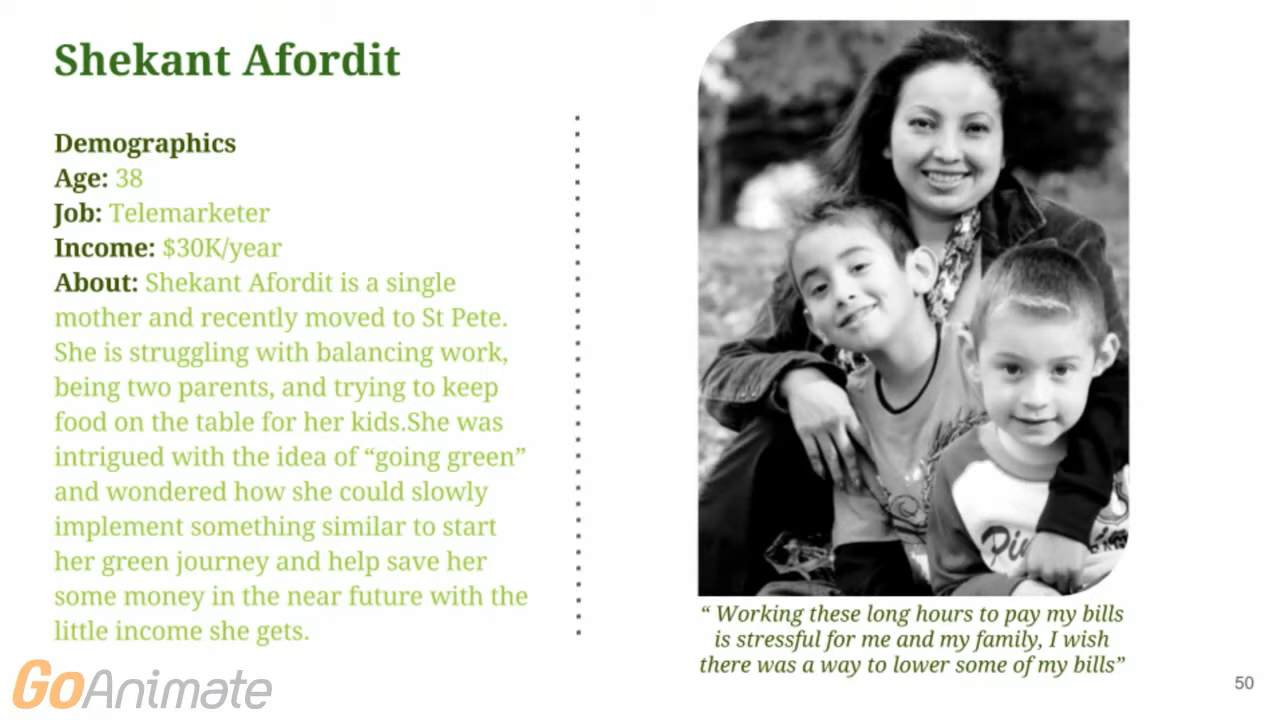 Shekant Afordit
Demographics
Age: 38
Job: Telemarketer
Income: $30K/year
About: Shekant Afordit is a single
mother and recently moved to St Pete.
She is struggling with balancing work,
being two parents, and trying to keep
food on the table for her kids.She was
intrigued with the idea of “going green”
and wondered how she could slowly
implement something similar to start
her green journey and help save her
some money in the near future with the
little income she gets.
“ Working these long hours to pay my bills
is stressful for me and my family, I wish
there was a way to lower some of my bills”
GoAnimate
50